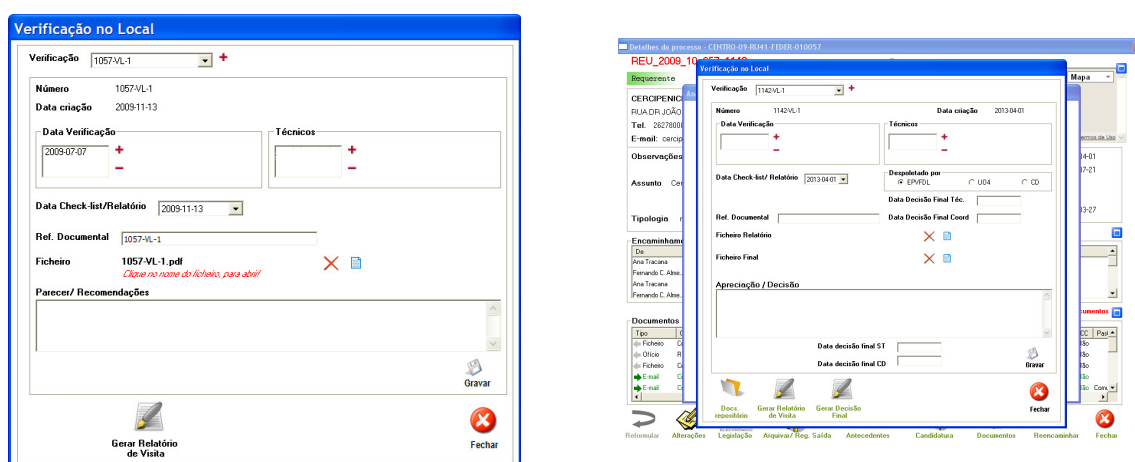 Verificação no Local
Verificação 1057-VL-1
Número 1057-VL-1
Data criação 2009-11-13
Data Verificação Técnicos
2009-07-07
Data Check-list/Relatório 2009-11-13
Ref. Documental 1057-VL-1
Ficheiro 1057-VL-1.pdf
Clique no nome do ficheiro, para abrir!
Parecer/ Recomendações
Gravar
Gerar Relatório
de Visita
Fechar
Detalhes do processo - CENTRO-09-RU41-FEDER-010057
Requerente
Mapa
CERCIPENIC
RUA DR JOÃO
Tel.
E-mail: cercip
Observações
Assunto
Tipologia
Encaminhame
De
Ana Tracana
Fernando C. Alme...
Ana Tracana
Fernando C. Alme...
Documentos
Tipo
Ficheiro
Ofício
Ficheiro
E-mail
E-mail
Verificação no Local
Verificação 1142-VL-1
Número 1142-VL-1 Data criação 2013-04-01
Data Verificação Técnicos
Data Check-list/ Relatório 2013-04-01
Despoletado por
EPVFDL UO4 CD
Data Decisão Final Téc.
Ref. Documental Data Decisão Final Coord
Ficheiro Relatório
Ficheiro Final
Apreciação / Decisão
Data decisão final ST
Data decisão final CD
Gravar
Docs. repositório
Gerar Relatório de Visita
Gerar Decisão Final
Fechar
Reformular Alterações Legislação Arquivar/ Reg. Saída Antecedentes Candidatura Documentos Reencaminhar Fechar